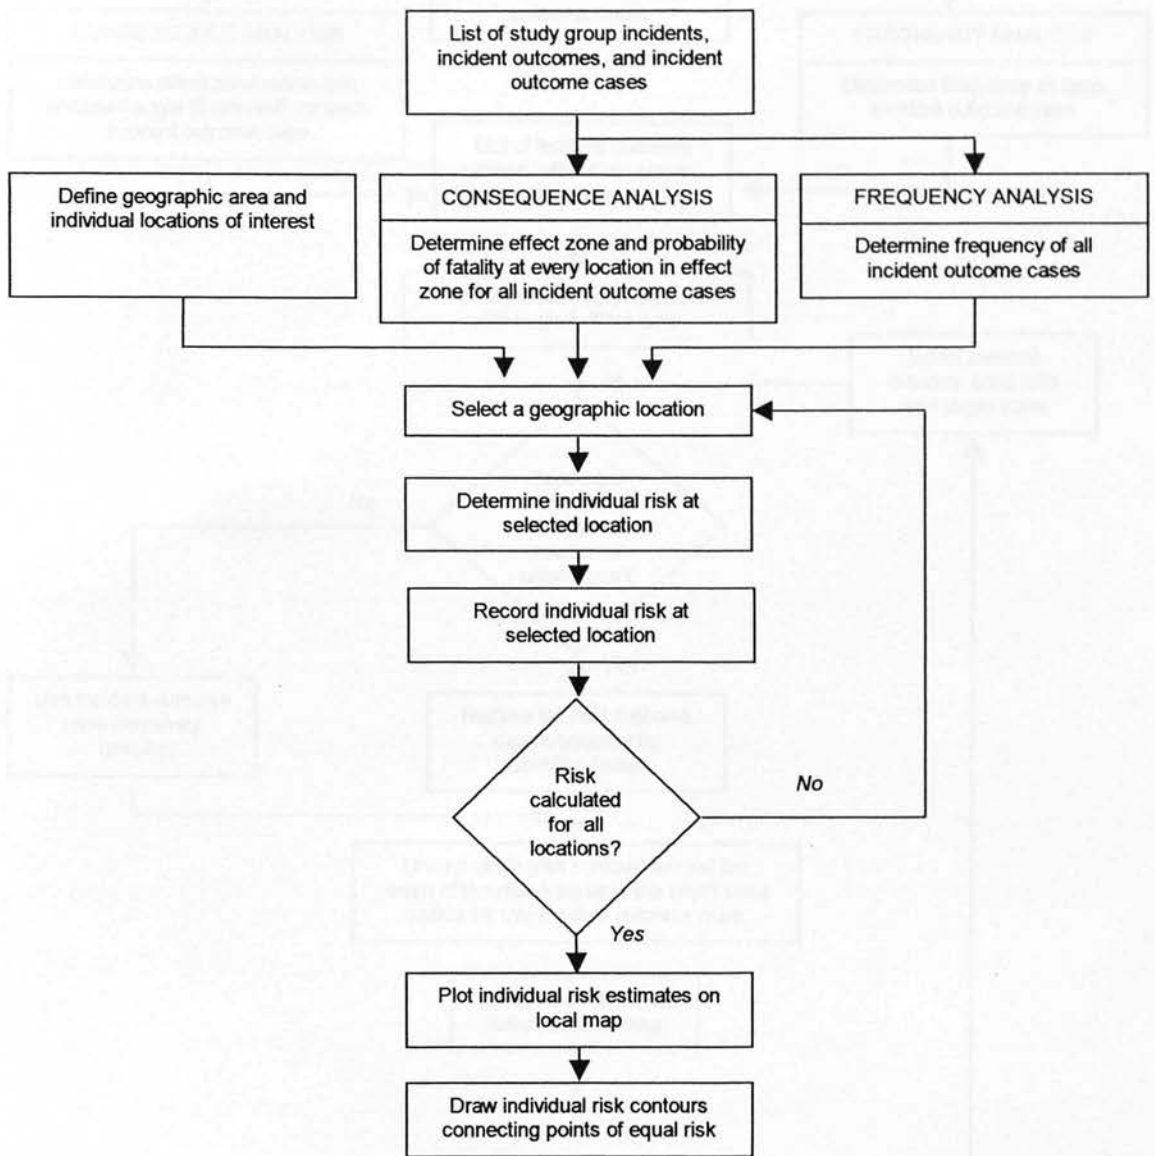 List of study group incidents,
incident outcomes, and incident
outcome cases
Define geographic area and
individual locations of interest
CONSEQUENCE ANALYSIS
Determine effect zone and probability
of fatality at every location in effect
zone for all incident outcome cases
FREQUENCY ANALYSIS
Determine frequency of all
incident outcome cases
Select a geographic location
Determine individual risk at
selected location
Record individual risk at
selected location
Risk
calculated
for all
locations?
No
Yes
Plot individual risk estimates on
local map
Draw individual risk contours
connecting points of equal risk